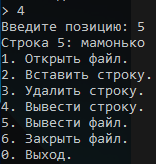 > 4
Введите позицию: 5
Строка 5: мамонько
1. Открыть файл.
2. Вставить строку.
3. Удалить строку.
4. Вывести строку.
5. Вывести файл.
6. Закрыть файл.
0. Выход.